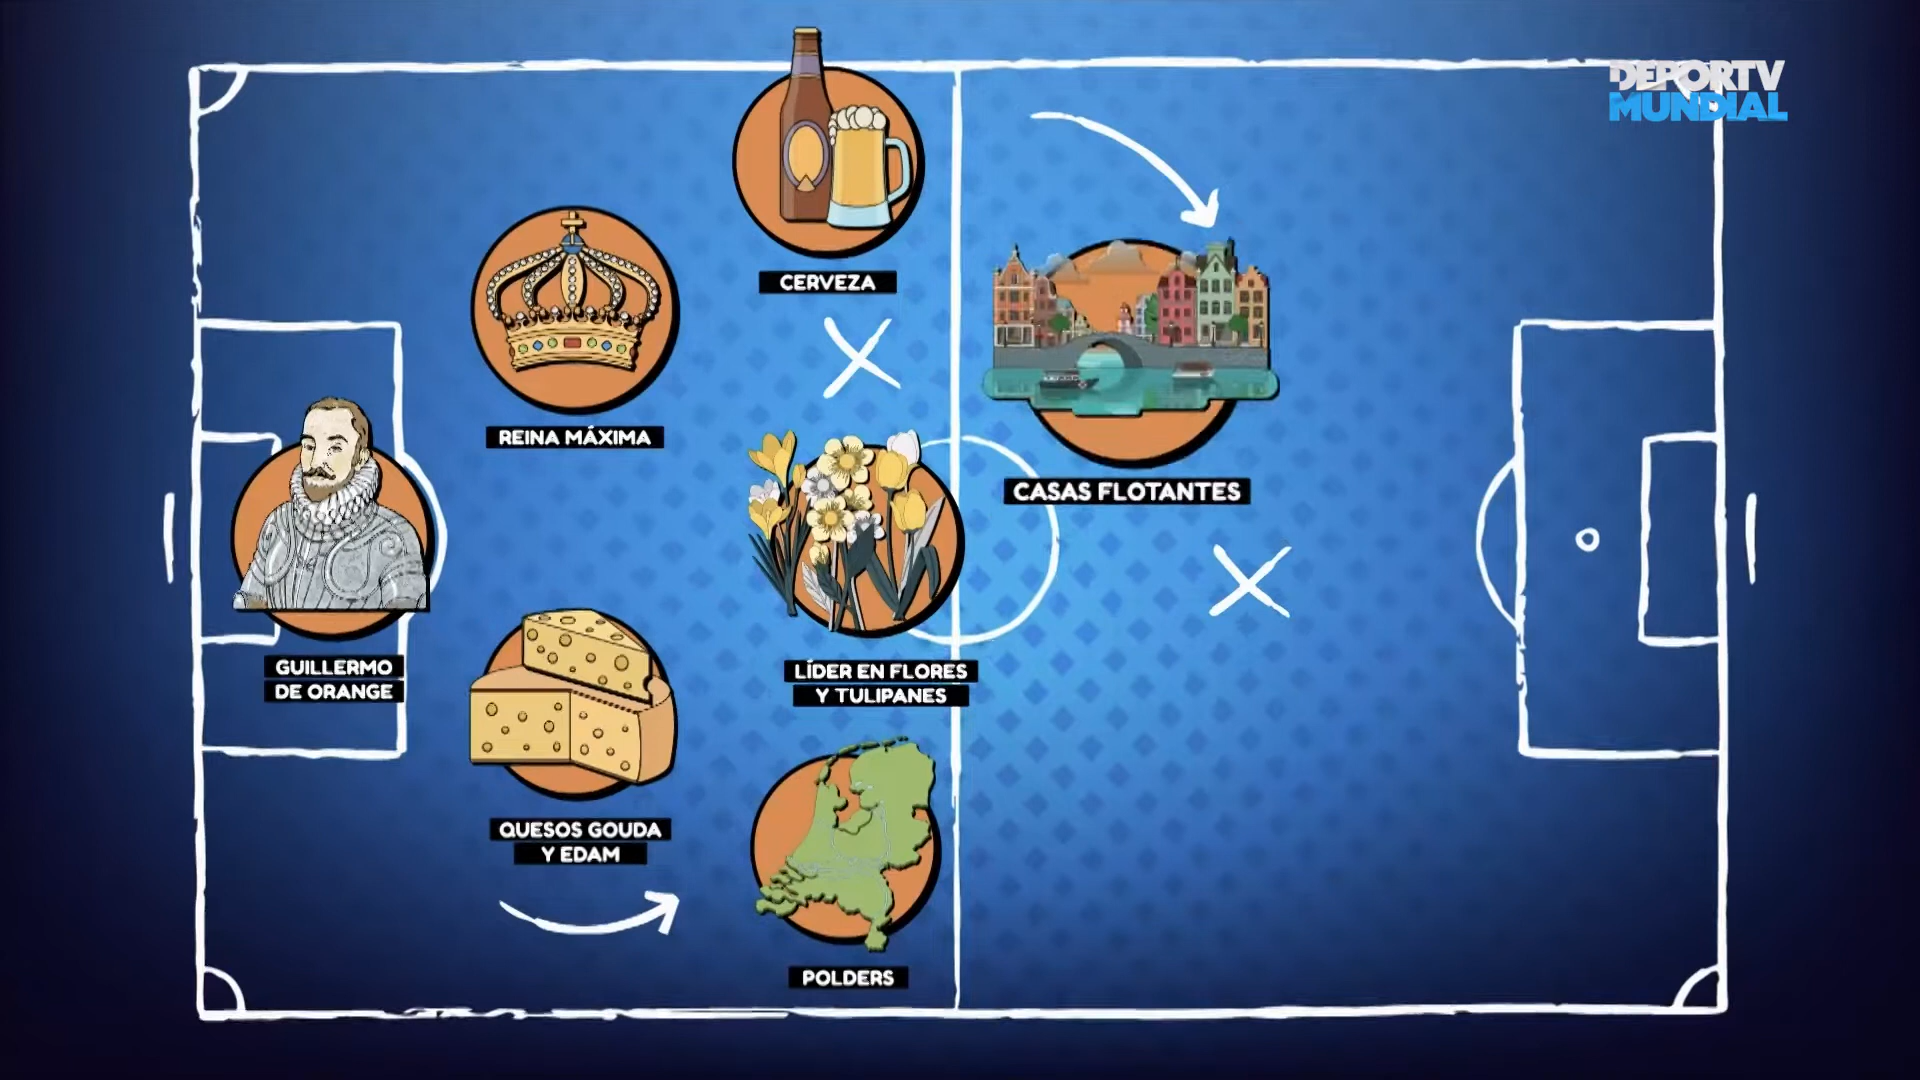 DEPORTV
MUNDIAL
CERVEZA
REINA MÁXIMA
CASAS FLOTANTES
GUILLERMO
DE ORANGE
LÍDER EN FLORES
Y TULIPANES
QUESOS GOUDA
Y EDAM
POLDERS